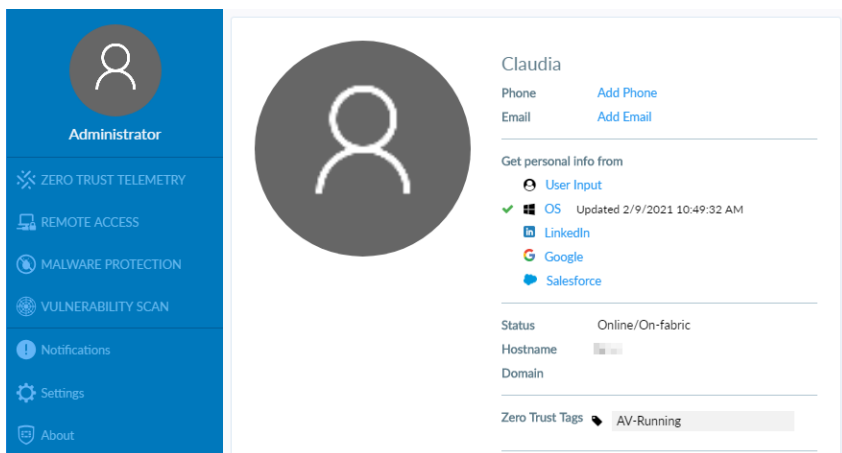 Administrator
ZERO TRUST TELEMETRY
REMOTE ACCESS
MALWARE PROTECTION
VULNERABILITY SCAN
Notifications
Settings
About
Claudia
Phone Add Phone
Email Add Email
Get personal info from
User Input
OS Updated 2/9/2021 10:49:32 AM
LinkedIn
Google
Salesforce
Status Online/On-fabric
Hostname
Domain
Zero Trust Tags AV-Running